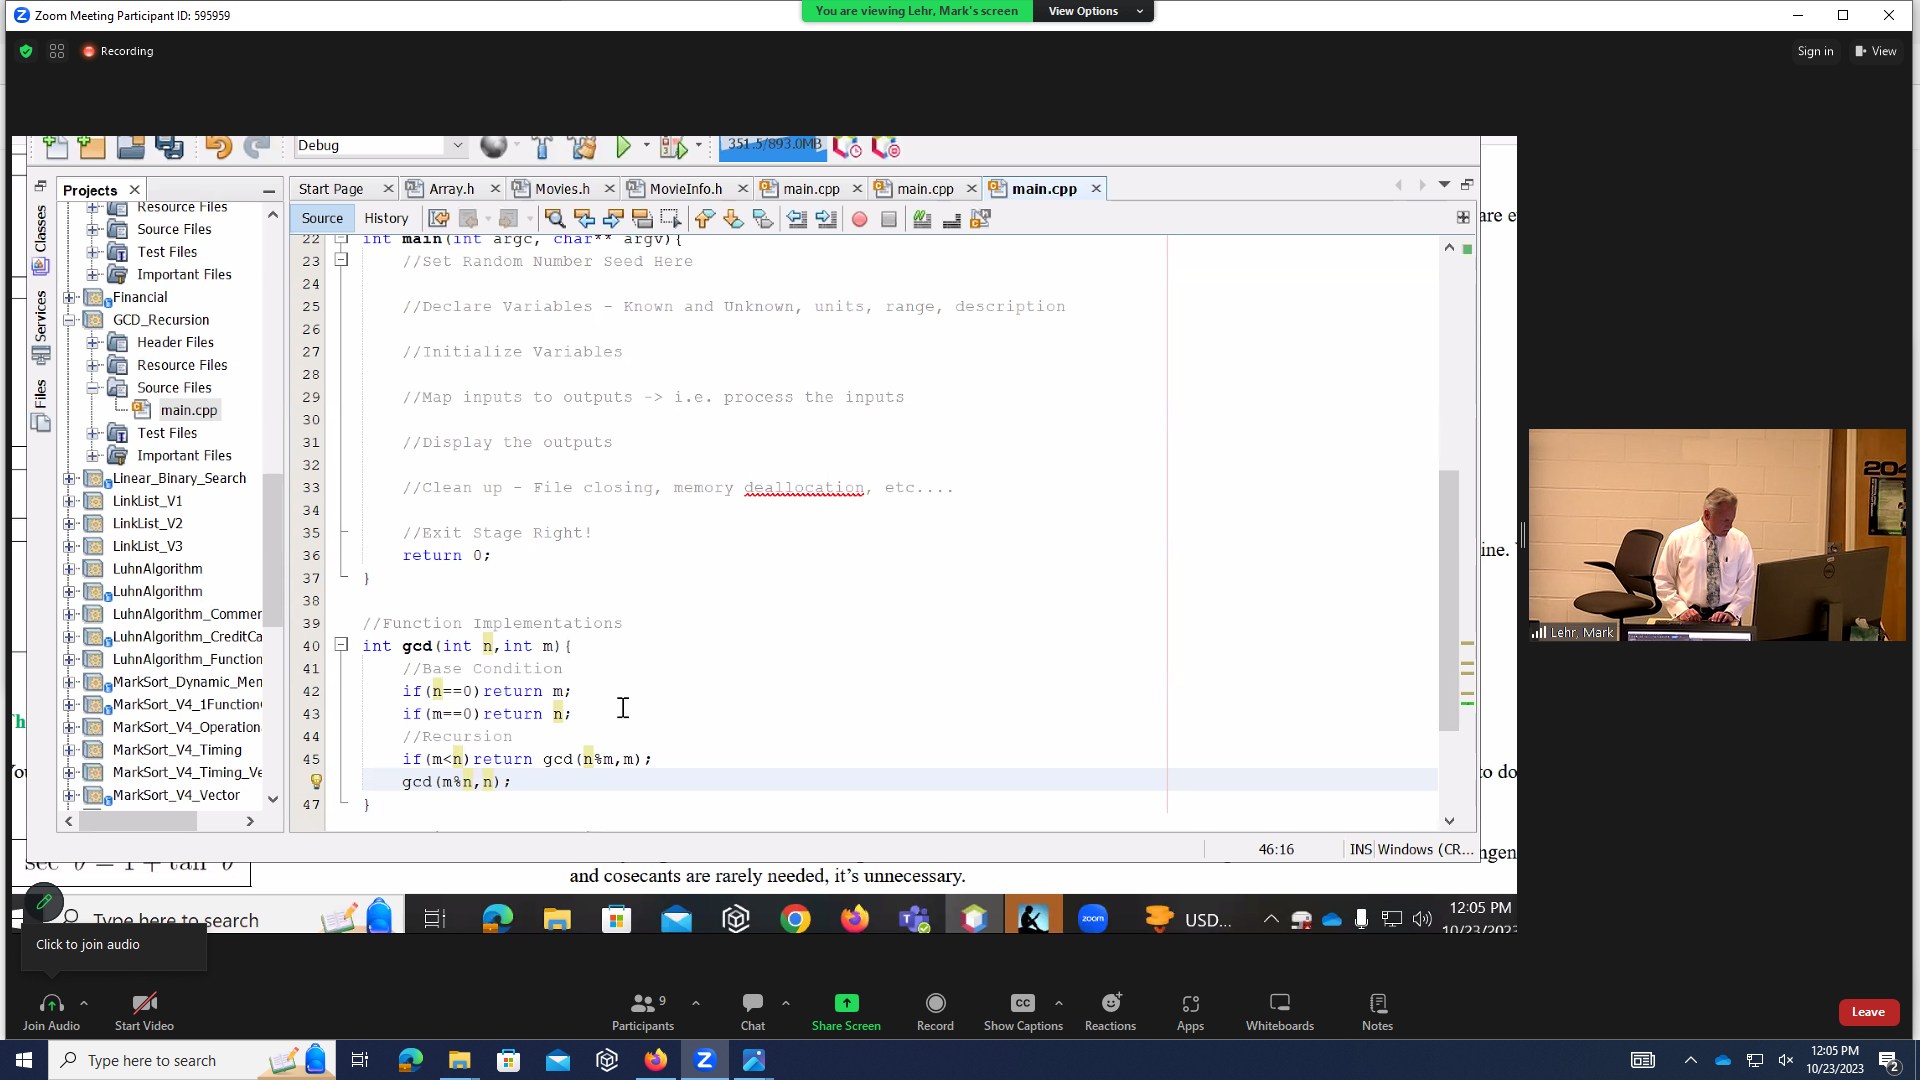 Zoom Meeting Participant ID: 595959
You are viewing Lehr, Mark's screen
View Options
Recording
Sign in
View
Debug
351.5/893.0MB
Projects
Start Page
Array.h
Movies.h
MovieInfo.h
main.cpp
main.cpp
main.cpp
Source
History
Classes
Services
Files
Resource Files
Source Files
Test Files
Important Files
Financial
GCD_Recursion
Header Files
Resource Files
Source Files
main.cpp
Test Files
Important Files
Linear_Binary_Search
LinkList_V1
LinkList_V2
LinkList_V3
LuhnAlgorithm
LuhnAlgorithm
LuhnAlgorithm_Commer
LuhnAlgorithm_CreditCa
LuhnAlgorithm_Function
MarkSort_Dynamic_Men
MarkSort_V4_1Function
MarkSort_V4_Operation
MarkSort_V4_Timing
MarkSort_V4_Timing_Ve
MarkSort_V4_Vector
22 int main(int argc, char** argv){
23 //Set Random Number Seed Here
24
25 //Declare Variables - Known and Unknown, units, range, description
26
27 //Initialize Variables
28
29 //Map inputs to outputs -> i.e. process the inputs
30
31 //Display the outputs
32
33 //Clean up - File closing, memory deallocation, etc....
34
35 //Exit Stage Right!
36 return 0;
37 }
38
39 //Function Implementations
40 int gcd(int n,int m){
41 //Base Condition
42 if(n==0)return m;
43 if(m==0)return n;
44 //Recursion
45 if(m<n)return gcd(n%m,m);
gcd(m%n,n);
47 }
46:16
INS
Windows (CR...
are e
ine.
to do
ngen
and cosecants are rarely needed, it's unnecessary.
Type here to search
USD...
12:05 PM
10/23/2023
Click to join audio
204
Lehr, Mark
Join Audio
Start Video
Participants
9
Chat
Share Screen
Record
CC
Show Captions
Reactions
Apps
Whiteboards
Notes
Leave
Type here to search
zoom
12:05 PM
10/23/2023
2